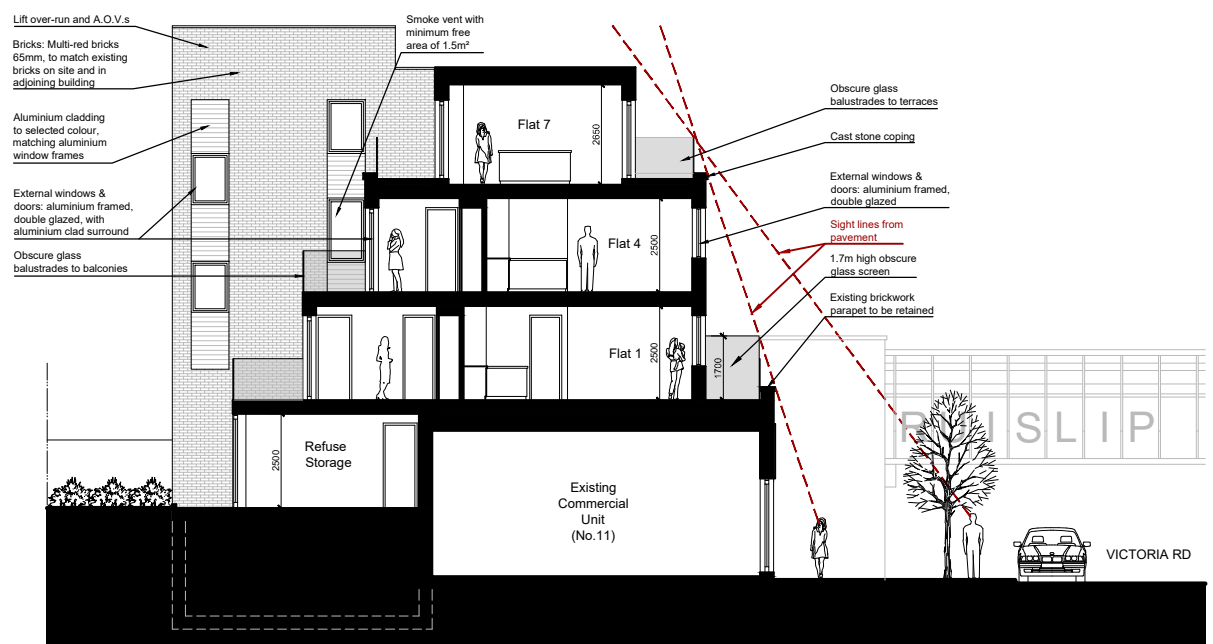 Lift over-run and A.O.V.s
Bricks: Multi-red bricks
65mm, to match existing
bricks on site and in
adjoining building
Aluminium cladding
to selected colour,
matching aluminium
window frames
External windows &
doors: aluminium framed,
double glazed, with
aluminium clad surround
Obscure glass
balustrades to balconies
Smoke vent with
minimum free
area of 1.5m²
Flat 7
2650
Flat 4
2500
Flat 1
2500
1700
Refuse
Storage
2500
Existing
Commercial
Unit
(No.11)
Obscure glass
balustrades to terraces
Cast stone coping
External windows &
doors: aluminium framed,
double glazed
Sight lines from
pavement
1.7m high obscure
glass screen
Existing brickwork
parapet to be retained
RUISLIP
VICTORIA RD